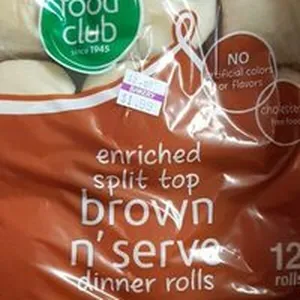 food
club
since 1945
$1.99
NO
artificial colors
or flavors
cholesterol
free food
enriched
split top
brown
n' serve
dinner rolls
12
rolls